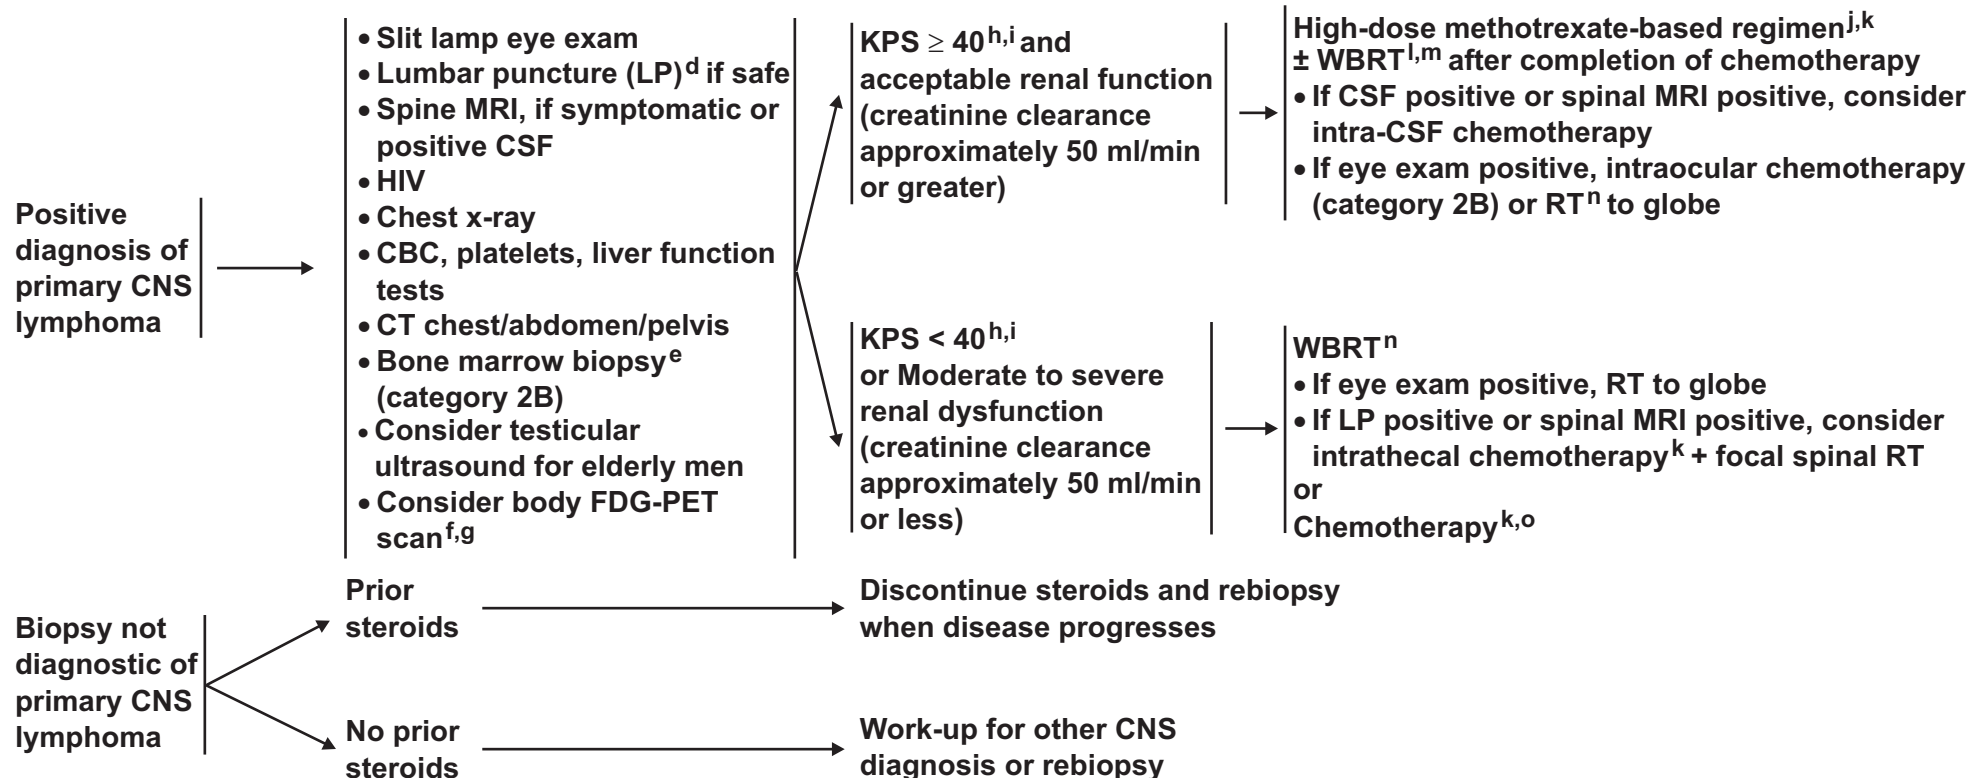 Positive
diagnosis of
primary CNS
lymphoma
• Slit lamp eye exam
• Lumbar puncture (LP)d if safe
• Spine MRI, if symptomatic or
positive CSF
• HIV
• Chest x-ray
• CBC, platelets, liver function
tests
• CT chest/abdomen/pelvis
• Bone marrow biopsye
(category 2B)
• Consider testicular
ultrasound for elderly men
• Consider body FDG-PET
scanf,g
KPS ≥ 40h,i and
acceptable renal function
(creatinine clearance
approximately 50 ml/min
or greater)
High-dose methotrexate-based regimenj,k
± WBRTl,m after completion of chemotherapy
• If CSF positive or spinal MRI positive, consider
intra-CSF chemotherapy
• If eye exam positive, intraocular chemotherapy
(category 2B) or RTn to globe
KPS < 40h,i
or Moderate to severe
renal dysfunction
(creatinine clearance
approximately 50 ml/min
or less)
WBRTn
• If eye exam positive, RT to globe
• If LP positive or spinal MRI positive, consider
intrathecal chemotherapyk + focal spinal RT
or
Chemotherapyk,o
Biopsy not
diagnostic of
primary CNS
lymphoma
Prior
steroids
Discontinue steroids and rebiopsy
when disease progresses
No prior
steroids
Work-up for other CNS
diagnosis or rebiopsy